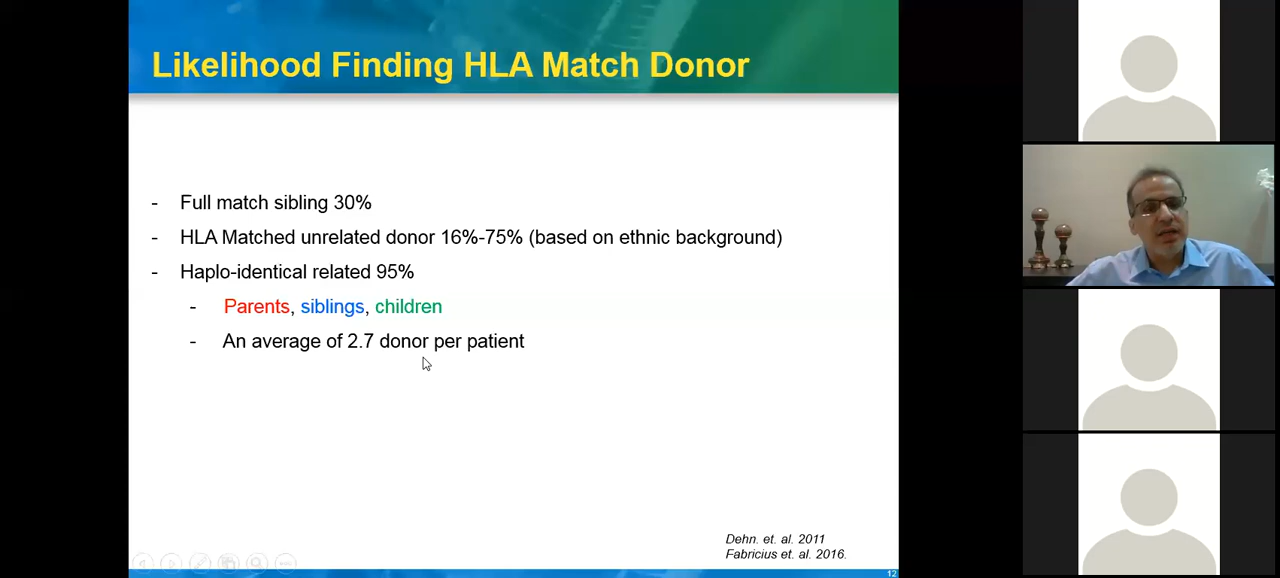 Likelihood Finding HLA Match Donor
- Full match sibling 30%
- HLA Matched unrelated donor 16%-75% (based on ethnic background)
- Haplo-identical related 95%
- Parents, siblings, children
- An average of 2.7 donor per patient
Dehn. et. al. 2011
Fabricius et. al. 2016.
12